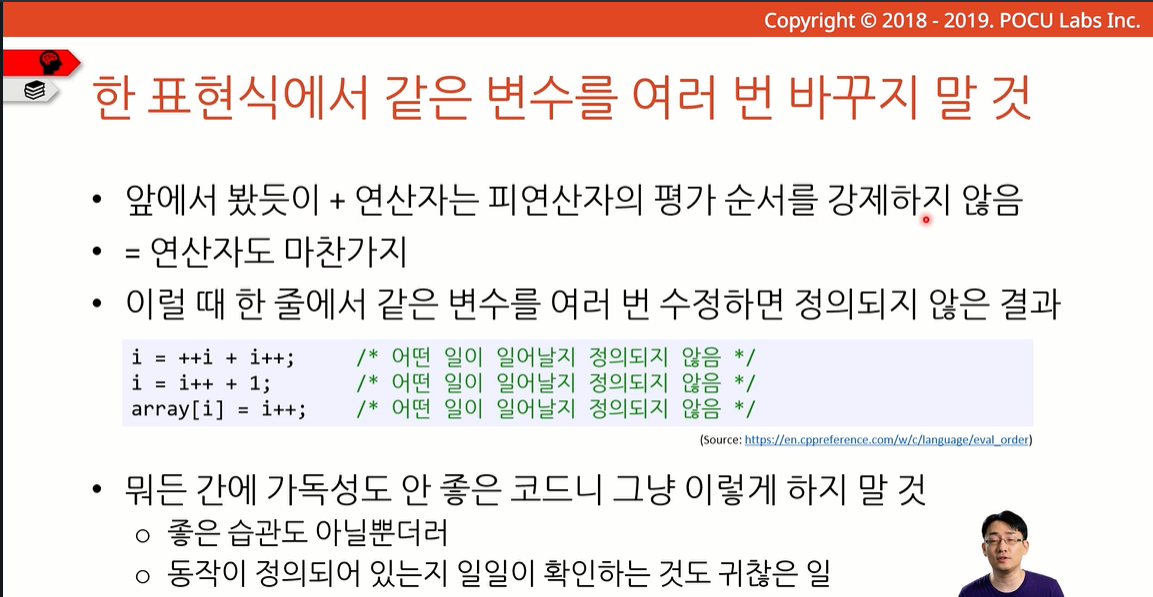 Copyright © 2018 - 2019. POCU Labs Inc.
한 표현식에서 같은 변수를 여러 번 바꾸지 말 것
• 앞에서 봤듯이 + 연산자는 피연산자의 평가 순서를 강제하지 않음
• = 연산자도 마찬가지
• 이럴 때 한 줄에서 같은 변수를 여러 번 수정하면 정의되지 않은 결과
i = ++i + i++; /* 어떤 일이 일어날지 정의되지 않음 */
i = i++ + 1; /* 어떤 일이 일어날지 정의되지 않음 */
array[i] = i++; /* 어떤 일이 일어날지 정의되지 않음 */
(Source: https://en.cppreference.com/w/c/language/eval_order)
• 뭐든 간에 가독성도 안 좋은 코드니 그냥 이렇게 하지 말 것
○ 좋은 습관도 아닐뿐더러
○ 동작이 정의되어 있는지 일일이 확인하는 것도 귀찮은 일